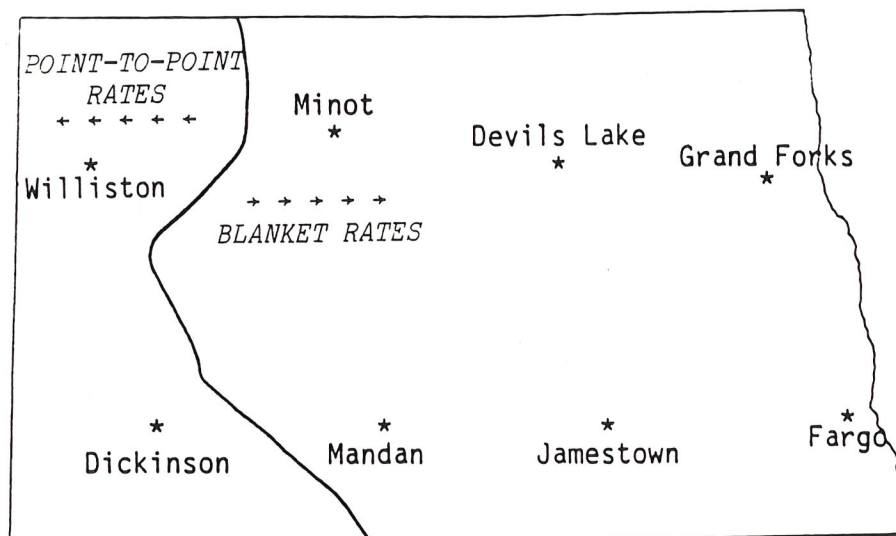 POINT-TO-POINT
RATES
Minot
Devils Lake
Grand Forks
Williston
BLANKET RATES
Dickinson
Mandan
Jamestown
Fargo